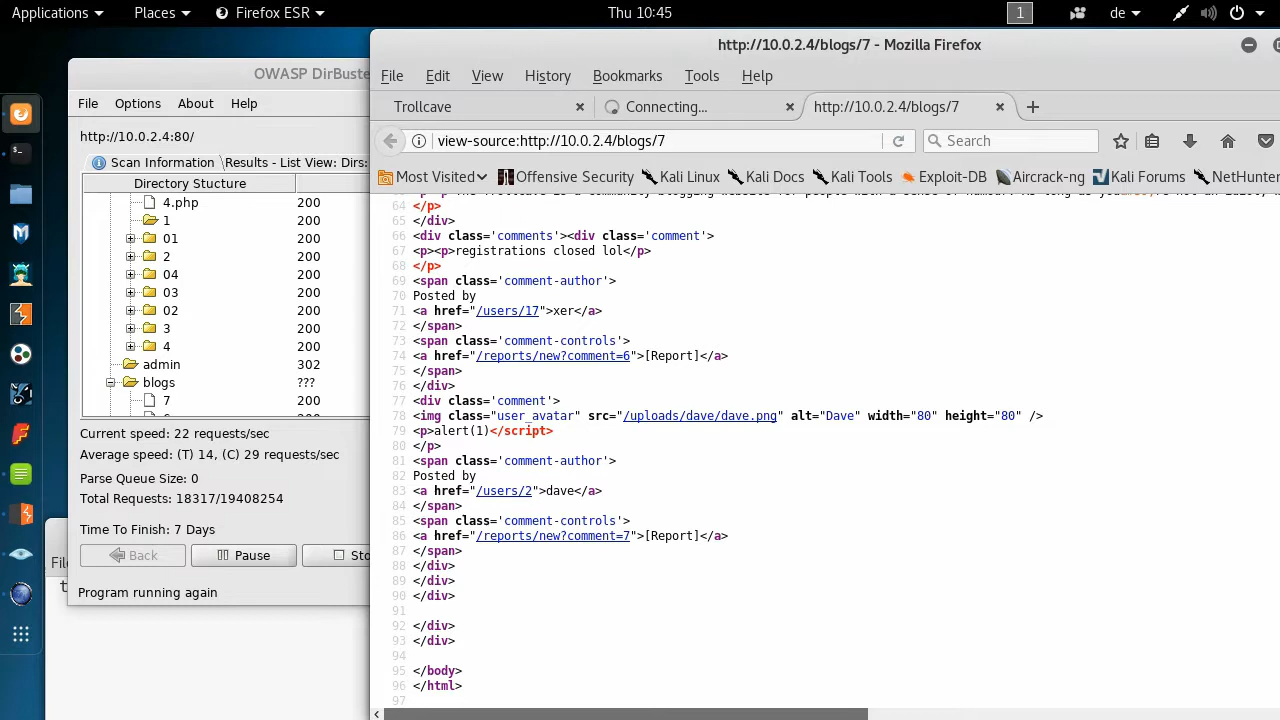 Applications Places Firefox ESR Thu 10:45 1 de
http://10.0.2.4/blogs/7 - Mozilla Firefox
OWASP DirBuste
File Edit View History Bookmarks Tools Help
File Options About Help
Trollcave Connecting... http://10.0.2.4/blogs/7
http://10.0.2.4:80/
view-source:http://10.0.2.4/blogs/7 Search
Scan Information Results - List View: Dirs:
Most Visited Offensive Security Kali Linux Kali Docs Kali Tools Exploit-DB Aircrack-ng Kali Forums NetHunter
Directory Stucture
4.php 200
1 200
01 200
2 200
04 200
03 200
02 200
3 200
4 200
admin 302
blogs ???
7 200
Current speed: 22 requests/sec
Average speed: (T) 14, (C) 29 requests/sec
Parse Queue Size: 0
Total Requests: 18317/19408254
Time To Finish: 7 Days
Back Pause Sto
Program running again
File
t
64 </p>
65 </div>
66 <div class='comments'><div class='comment'>
67 <p><p>registrations closed lol</p>
68 </p>
69 <span class='comment-author'>
70 Posted by
71 <a href="/users/17">xer</a>
72 </span>
73 <span class='comment-controls'>
74 <a href="/reports/new?comment=6">[Report]</a>
75 </span>
76 </div>
77 <div class='comment'>
78 <img class="user_avatar" src="/uploads/dave/dave.png" alt="Dave" width="80" height="80" />
79 <p>alert(1)</script>
80 </p>
81 <span class='comment-author'>
82 Posted by
83 <a href="/users/2">dave</a>
84 </span>
85 <span class='comment-controls'>
86 <a href="/reports/new?comment=7">[Report]</a>
87 </span>
88 </div>
89 </div>
90 </div>
91
92 </div>
93 </div>
94
95 </body>
96 </html>
97